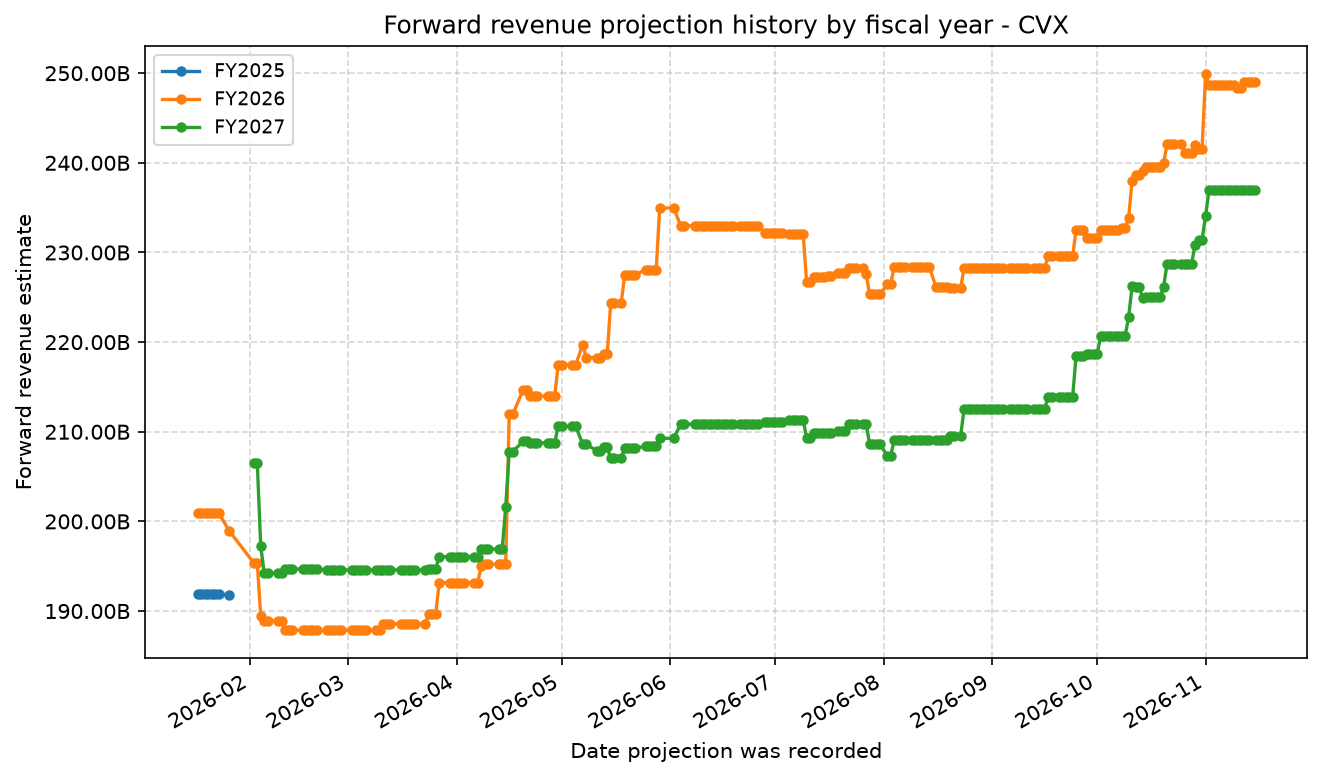 Forward revenue projection history by fiscal year - CVX
FY2025
FY2026
FY2027
250.00B
240.00B
230.00B
220.00B
210.00B
200.00B
190.00B
Forward revenue estimate
2026-02
2026-03
2026-04
2026-05
2026-06
2026-07
2026-08
2026-09
2026-10
2026-11
Date projection was recorded